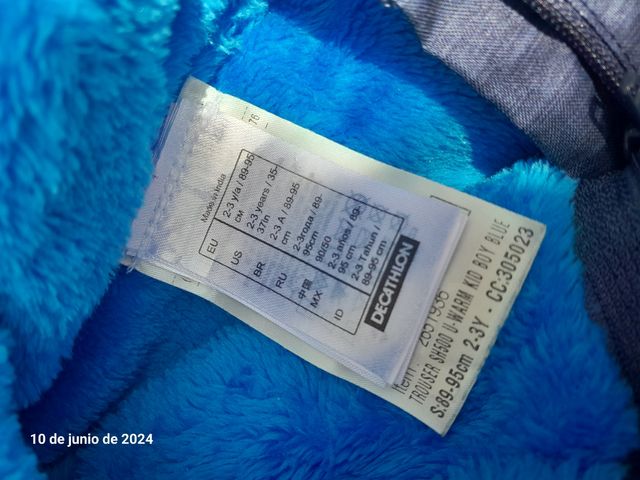 76
Made in India
EU 2-3 y/a / 89-95 см
US 2-3 years / 35-37in
BR 2-3 A / 89-95 cm
RU 2-3года / 89-95см
中国 90/50
MX 2-3 años / 89-95 cm
ID 2-3 Tahun / 89-95 cm
DECATHLON
Item
TROUSER SH500 U-WARM KID BOY BLUE
S:89-95cm 2-3Y - CC:305023
10 de junio de 2024